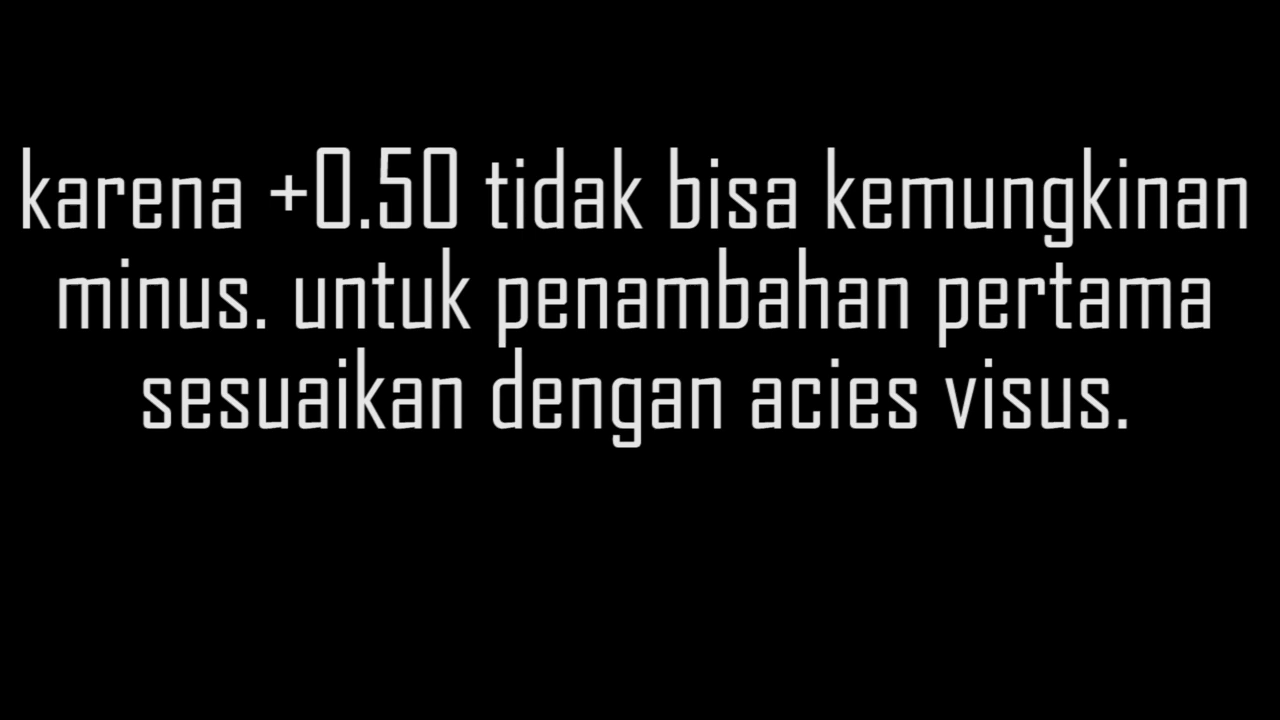 karena +0.50 tidak bisa kemungkinan
minus. untuk penambahan pertama
sesuaikan dengan acies visus.